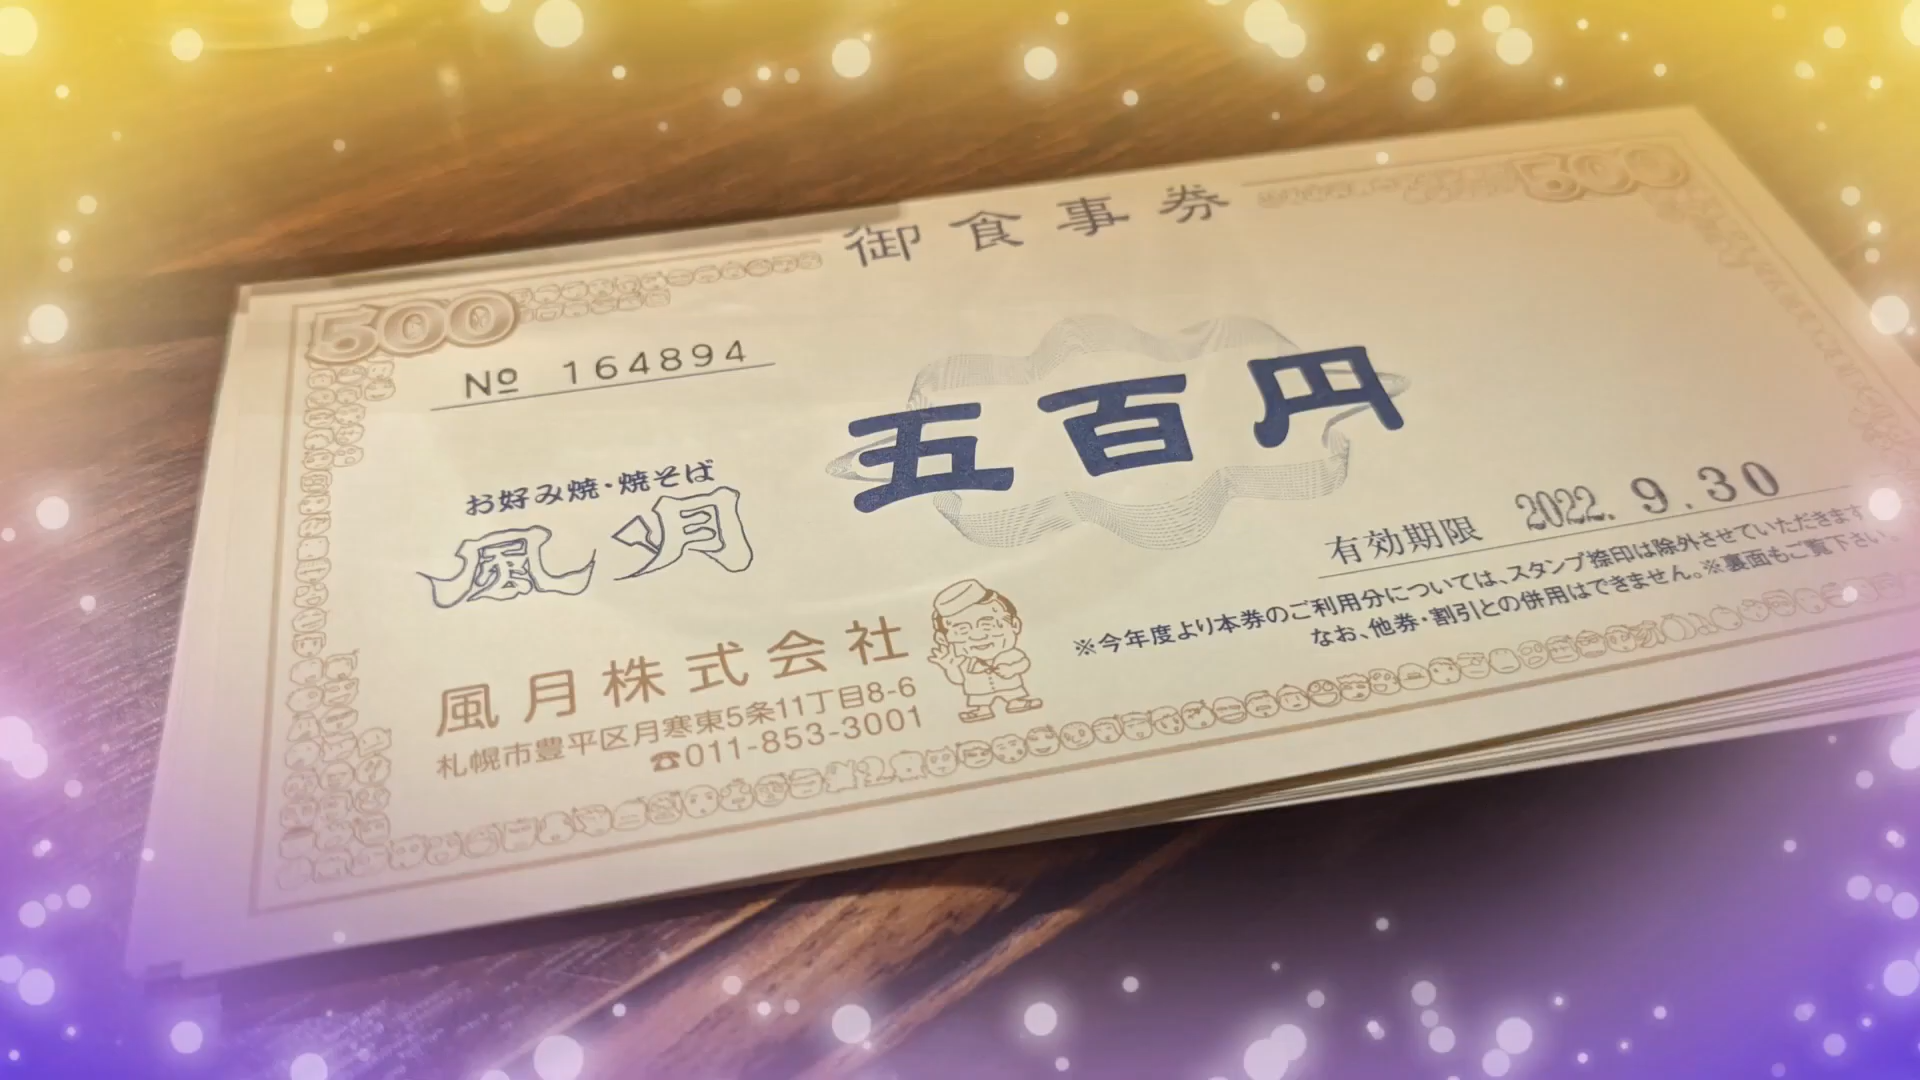 御食事券
500
500
№ 164894
五百円
お好み焼・焼そば
風月
有効期限 2022. 9. 30
※今年度より本券のご利用分については、スタンプ捺印は除外させていただきます
なお、他券・割引との併用はできません。※裏面もご覧下さい。
風月株式会社
札幌市豊平区月寒東5条11丁目8-6
☎011-853-3001